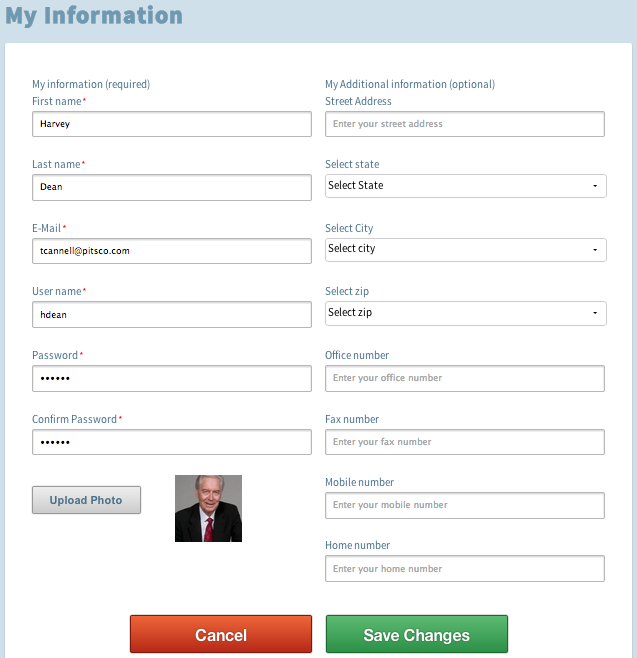 My Information
My information (required)
First name*
Harvey
Last name*
Dean
E-Mail*
tcannell@pitsco.com
User name*
hdean
Password*
••••••
Confirm Password*
••••••
Upload Photo
My Additional information (optional)
Street Address
Enter your street address
Select state
Select State
Select City
Select city
Select zip
Select zip
Office number
Enter your office number
Fax number
Enter your fax number
Mobile number
Enter your mobile number
Home number
Enter your home number
Cancel
Save Changes